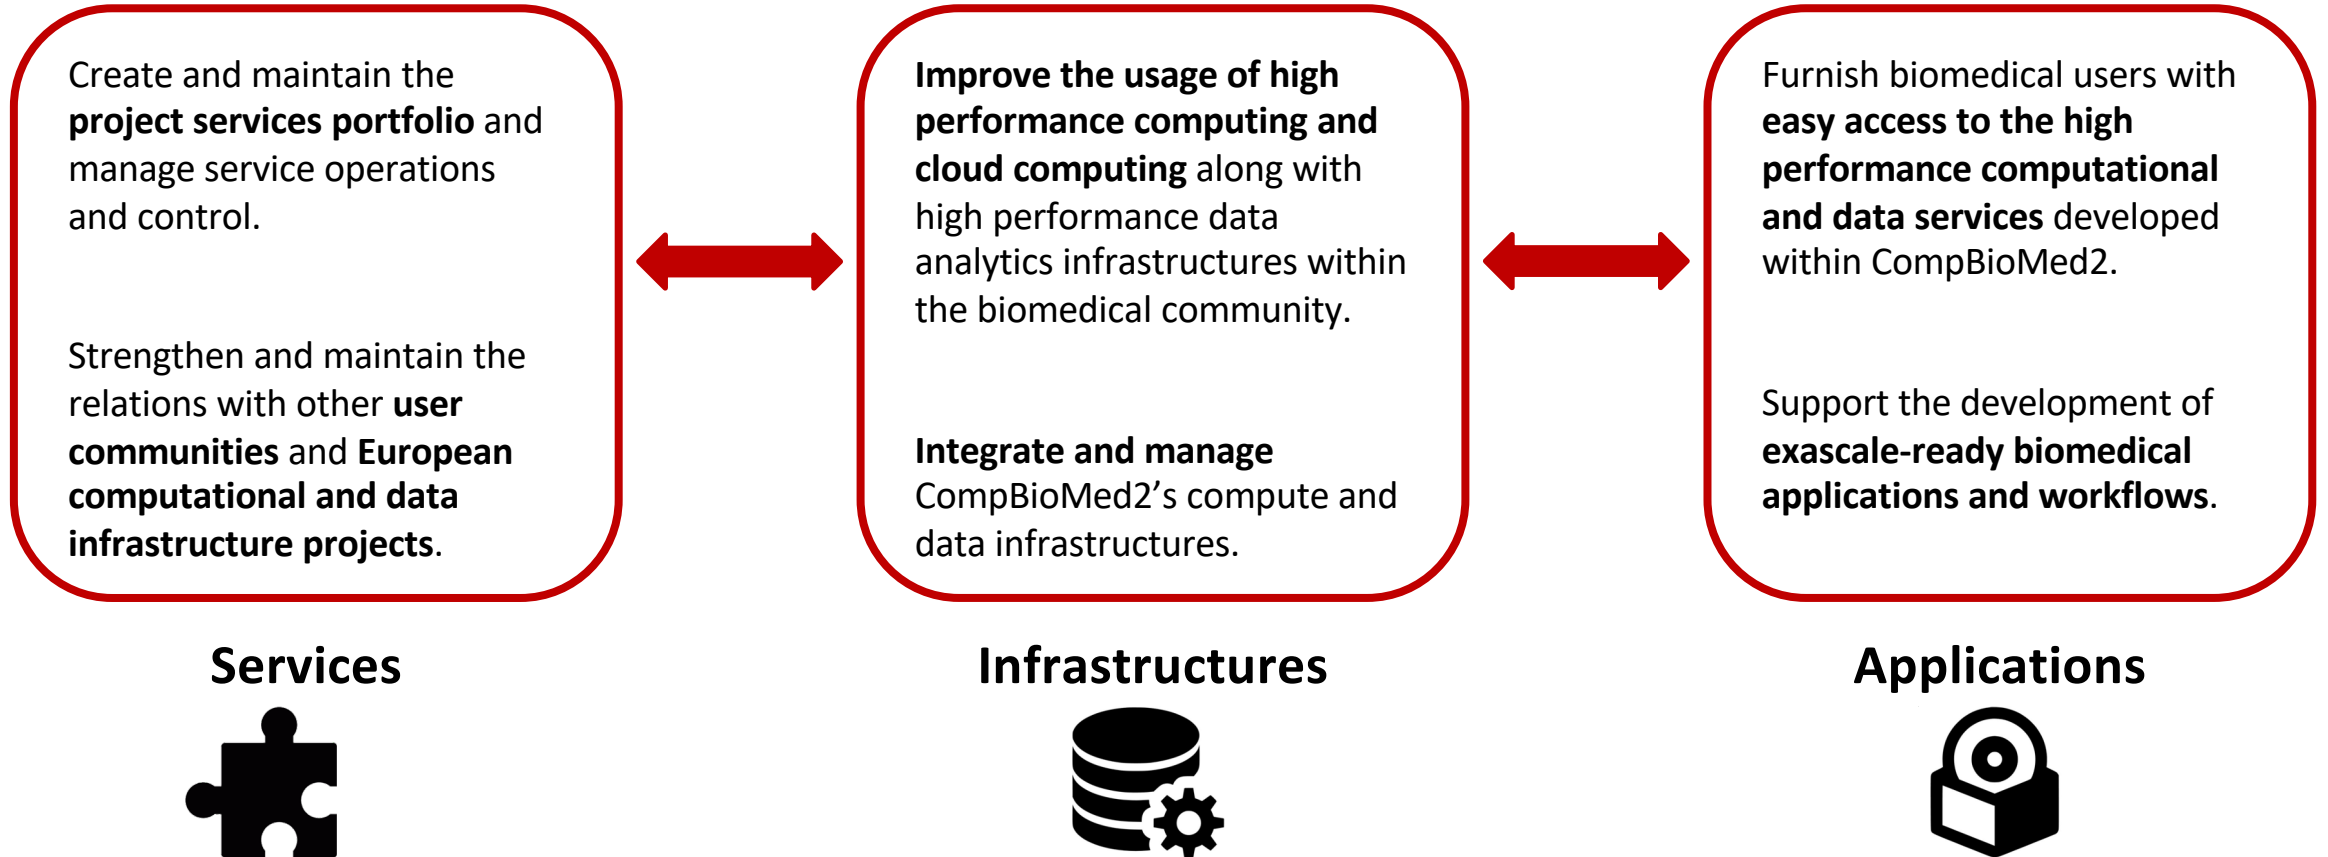 Create and maintain the
project services portfolio and
manage service operations
and control.
Strengthen and maintain the
relations with other user
communities and European
computational and data
infrastructure projects.
Improve the usage of high
performance computing and
cloud computing along with
high performance data
analytics infrastructures within
the biomedical community.
Integrate and manage
CompBioMed2’s compute and
data infrastructures.
Furnish biomedical users with
easy access to the high
performance computational
and data services developed
within CompBioMed2.
Support the development of
exascale-ready biomedical
applications and workflows.
Services
Infrastructures
Applications